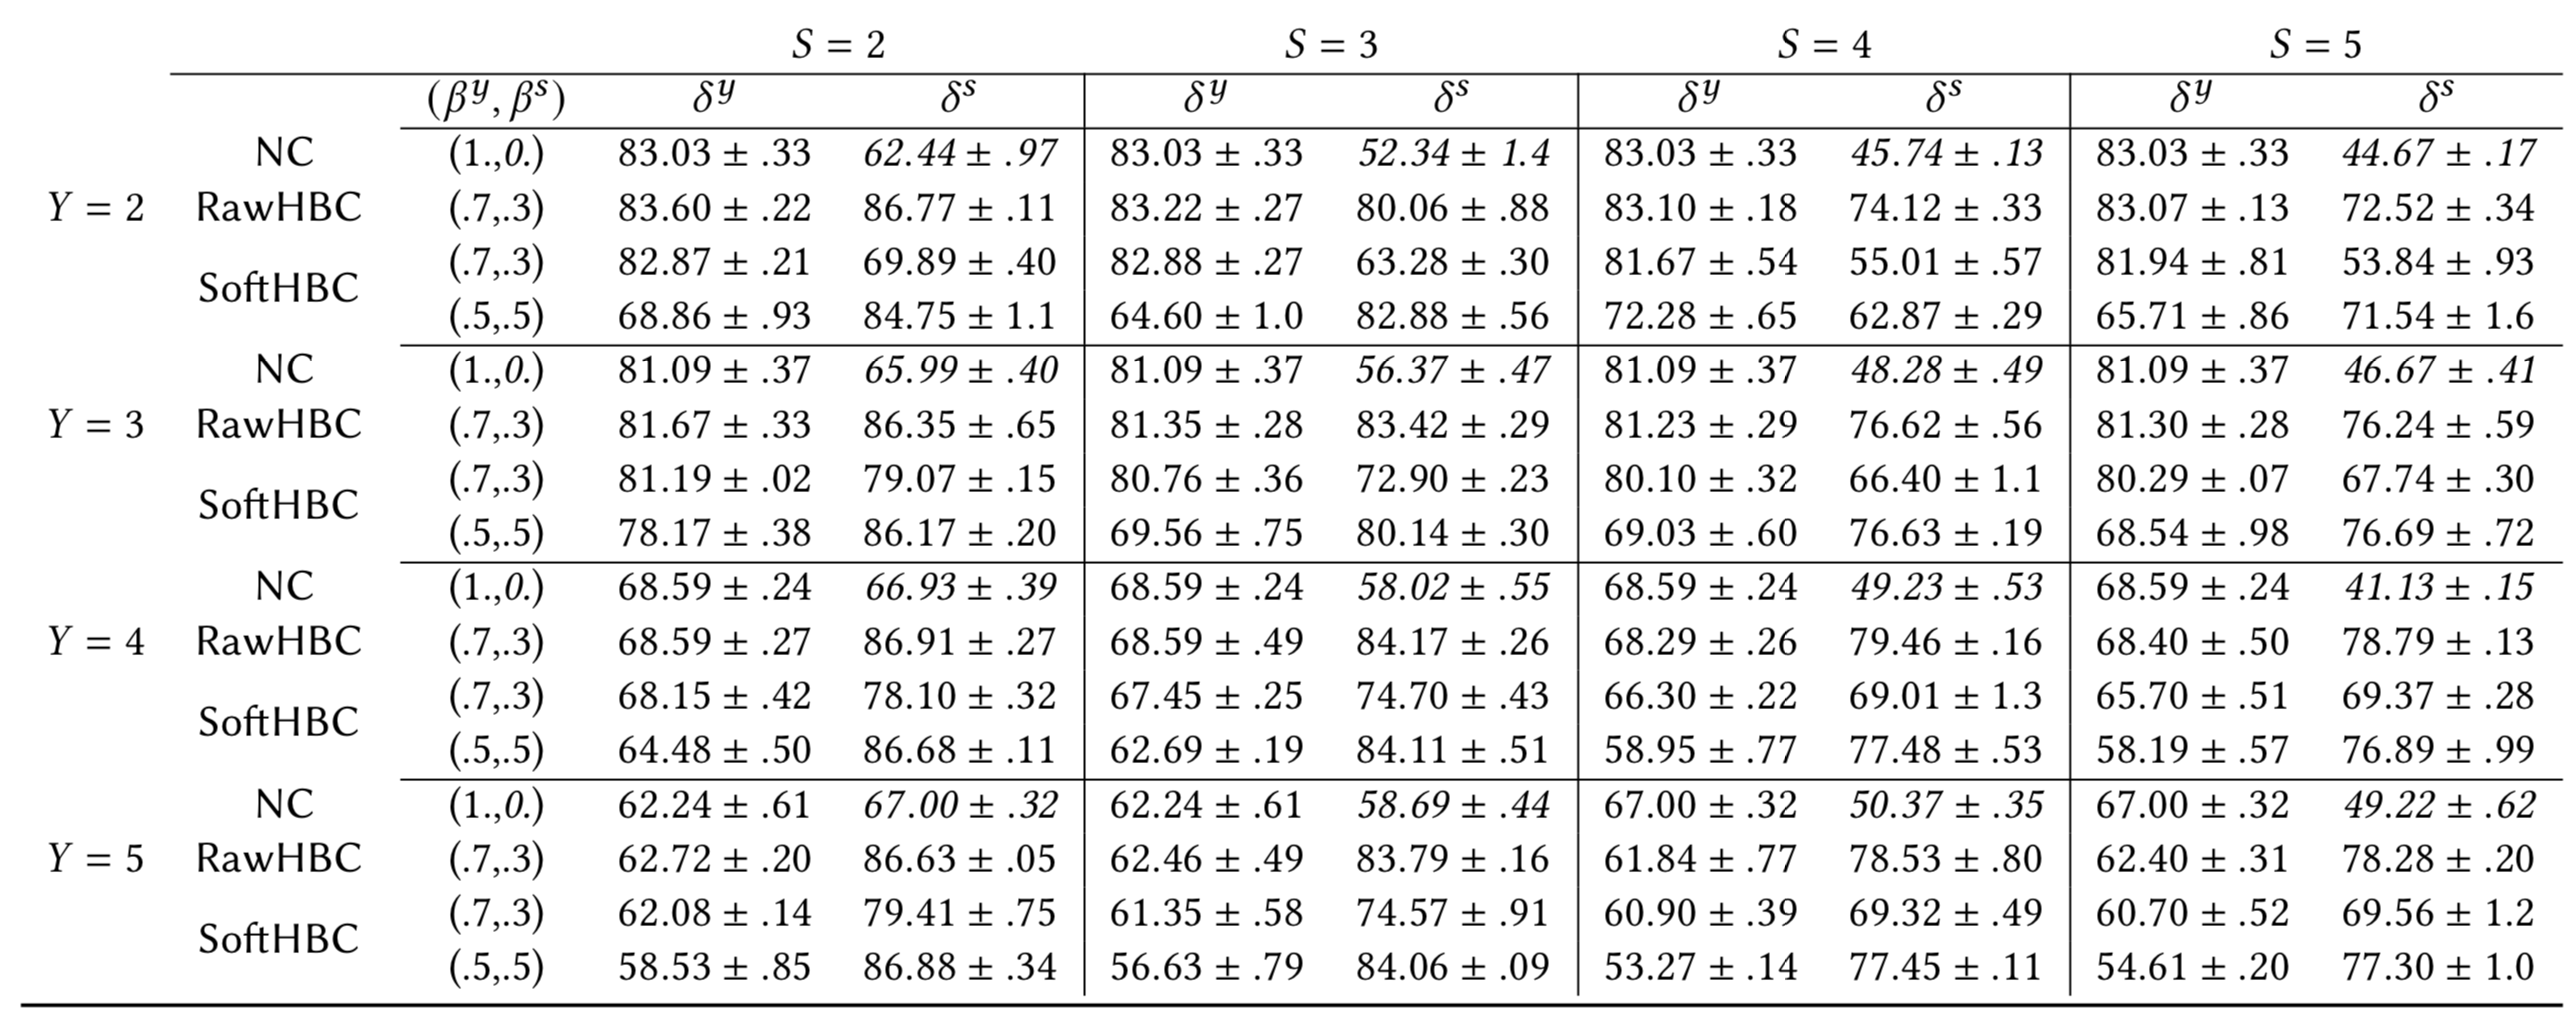 S = 2 S = 3 S = 4 S = 5
(βʸ, βˢ) δʸ δˢ δʸ δˢ δʸ δˢ δʸ δˢ
NC (1.,0.) 83.03 ± .33 62.44 ± .97 83.03 ± .33 52.34 ± 1.4 83.03 ± .33 45.74 ± .13 83.03 ± .33 44.67 ± .17
Y = 2 RawHBC (.7,.3) 83.60 ± .22 86.77 ± .11 83.22 ± .27 80.06 ± .88 83.10 ± .18 74.12 ± .33 83.07 ± .13 72.52 ± .34
SoftHBC (.7,.3) 82.87 ± .21 69.89 ± .40 82.88 ± .27 63.28 ± .30 81.67 ± .54 55.01 ± .57 81.94 ± .81 53.84 ± .93
(.5,.5) 68.86 ± .93 84.75 ± 1.1 64.60 ± 1.0 82.88 ± .56 72.28 ± .65 62.87 ± .29 65.71 ± .86 71.54 ± 1.6
NC (1.,0.) 81.09 ± .37 65.99 ± .40 81.09 ± .37 56.37 ± .47 81.09 ± .37 48.28 ± .49 81.09 ± .37 46.67 ± .41
Y = 3 RawHBC (.7,.3) 81.67 ± .33 86.35 ± .65 81.35 ± .28 83.42 ± .29 81.23 ± .29 76.62 ± .56 81.30 ± .28 76.24 ± .59
SoftHBC (.7,.3) 81.19 ± .02 79.07 ± .15 80.76 ± .36 72.90 ± .23 80.10 ± .32 66.40 ± 1.1 80.29 ± .07 67.74 ± .30
(.5,.5) 78.17 ± .38 86.17 ± .20 69.56 ± .75 80.14 ± .30 69.03 ± .60 76.63 ± .19 68.54 ± .98 76.69 ± .72
NC (1.,0.) 68.59 ± .24 66.93 ± .39 68.59 ± .24 58.02 ± .55 68.59 ± .24 49.23 ± .53 68.59 ± .24 41.13 ± .15
Y = 4 RawHBC (.7,.3) 68.59 ± .27 86.91 ± .27 68.59 ± .49 84.17 ± .26 68.29 ± .26 79.46 ± .16 68.40 ± .50 78.79 ± .13
SoftHBC (.7,.3) 68.15 ± .42 78.10 ± .32 67.45 ± .25 74.70 ± .43 66.30 ± .22 69.01 ± 1.3 65.70 ± .51 69.37 ± .28
(.5,.5) 64.48 ± .50 86.68 ± .11 62.69 ± .19 84.11 ± .51 58.95 ± .77 77.48 ± .53 58.19 ± .57 76.89 ± .99
NC (1.,0.) 62.24 ± .61 67.00 ± .32 62.24 ± .61 58.69 ± .44 67.00 ± .32 50.37 ± .35 67.00 ± .32 49.22 ± .62
Y = 5 RawHBC (.7,.3) 62.72 ± .20 86.63 ± .05 62.46 ± .49 83.79 ± .16 61.84 ± .77 78.53 ± .80 62.40 ± .31 78.28 ± .20
SoftHBC (.7,.3) 62.08 ± .14 79.41 ± .75 61.35 ± .58 74.57 ± .91 60.90 ± .39 69.32 ± .49 60.70 ± .52 69.56 ± 1.2
(.5,.5) 58.53 ± .85 86.88 ± .34 56.63 ± .79 84.06 ± .09 53.27 ± .14 77.45 ± .11 54.61 ± .20 77.30 ± 1.0